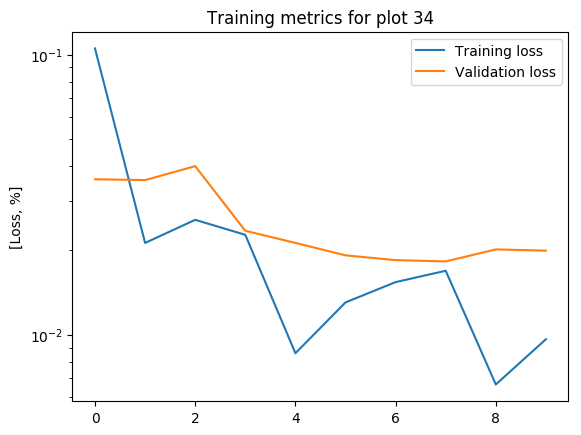 Training metrics for plot 34
Training loss
Validation loss
[Loss, %]
10⁻¹
10⁻²
0 2 4 6 8